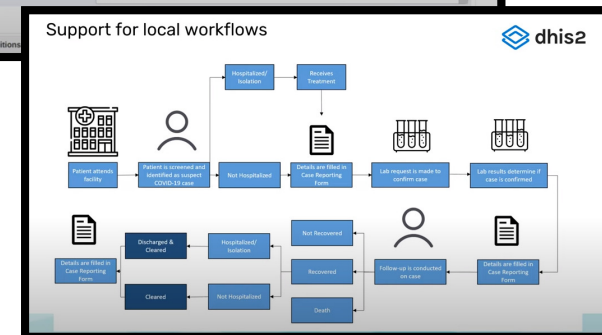 itions
Support for local workflows
dhis2
Hospitalized/
Isolation
Receives
Treatment
Patient attends
facility
Patient is screened and
identified as suspect
COVID-19 case
Not Hospitalized
Details are filled in
Case Reporting
Form
Lab request is made to
confirm case
Lab results determine if
case is confirmed
Details are filled in
Case Reporting
Form
Follow-up is conducted
on case
Not Recovered
Recovered
Death
Hospitalized/
Isolation
Not Hospitalized
Discharged &
Cleared
Cleared
Details are filled in
Case Reporting
Form